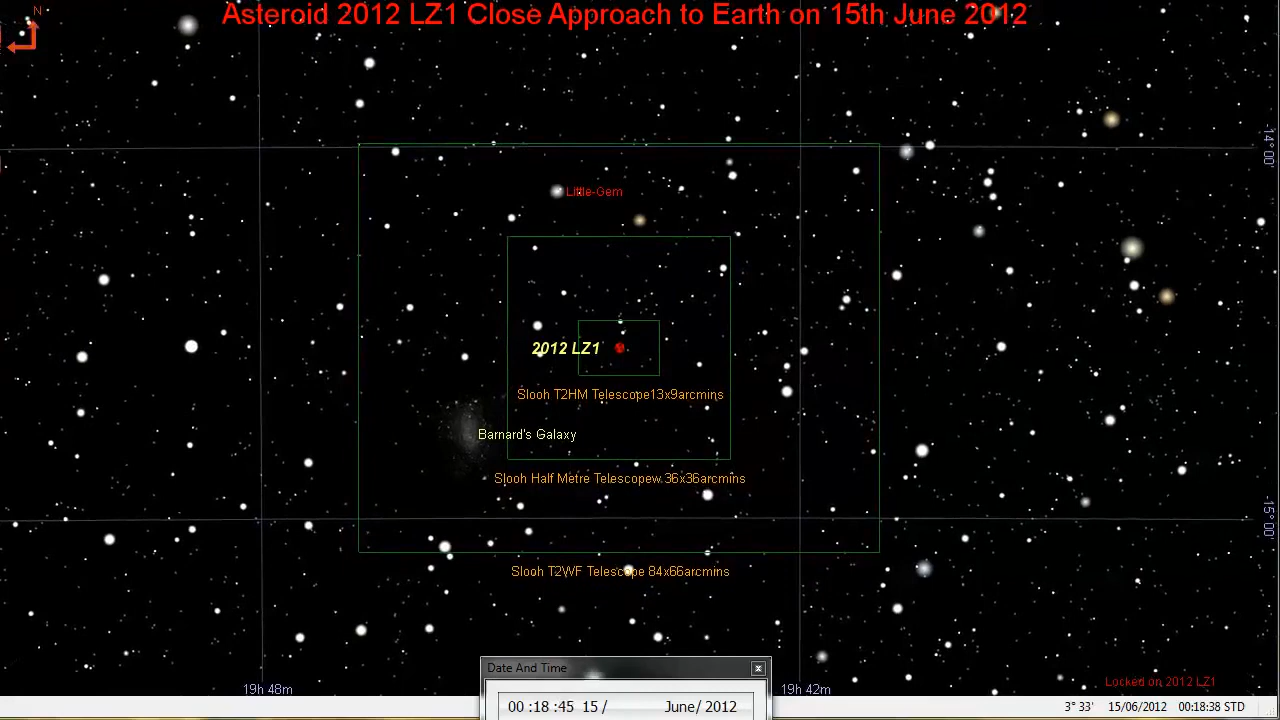 Asteroid 2012 LZ1 Close Approach to Earth on 15th June 2012
N
-14°00'
Little-Gem
2012 LZ1
Slooh T2HM Telescope13x9arcmins
Barnard's Galaxy
Slooh Half Metre Telescopew 36x36arcmins
-15°00'
Slooh T2WF Telescope 84x66arcmins
Date And Time
x
Locked on 2012 LZ1
19h 48m
19h 42m
00 :18 :45 15 / June/ 2012
3° 33' 15/06/2012 00:18:38 STD